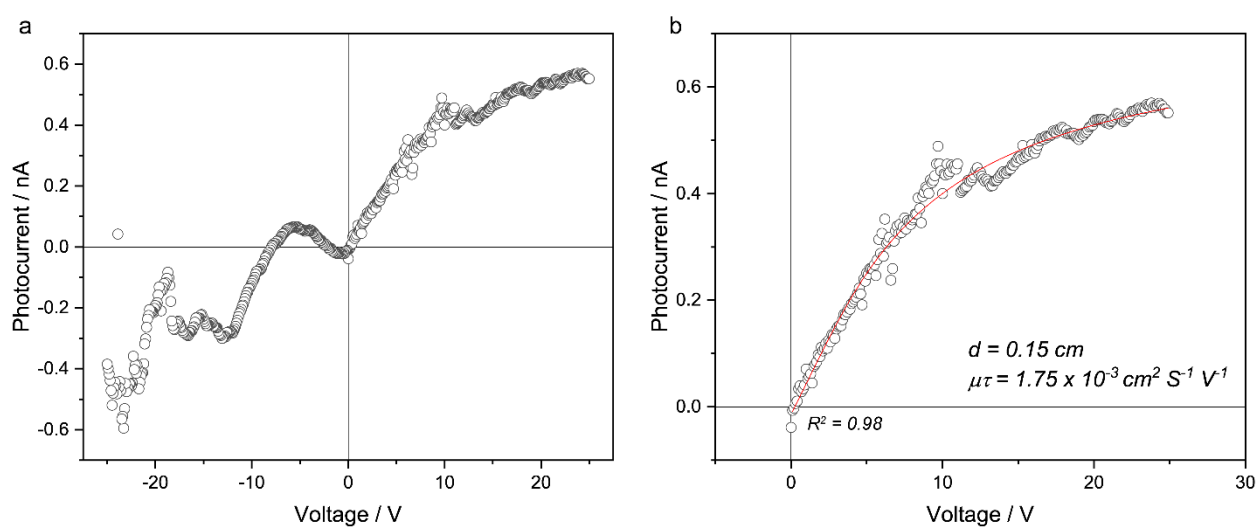 a
Photocurrent / nA
0.6
0.4
0.2
0.0
-0.2
-0.4
-0.6
-20
-10
0
10
20
Voltage / V
b
Photocurrent / nA
0.6
0.4
0.2
0.0
d = 0.15 cm
μτ = 1.75 x 10⁻³ cm² S⁻¹ V⁻¹
R² = 0.98
0
10
20
30
Voltage / V